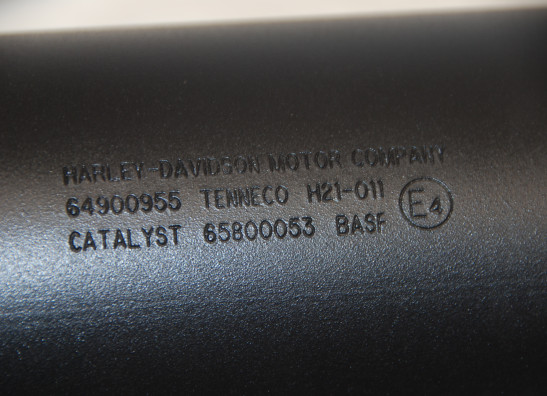 HARLEY-DAVIDSON MOTOR COMPANY
64900955 TENNECO H21-011 E4
CATALYST 65800053 BASF